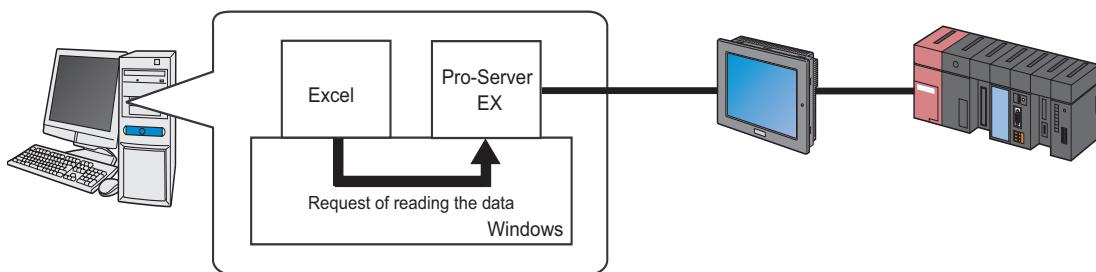 Excel
Pro-Server
EX
Request of reading the data
Windows